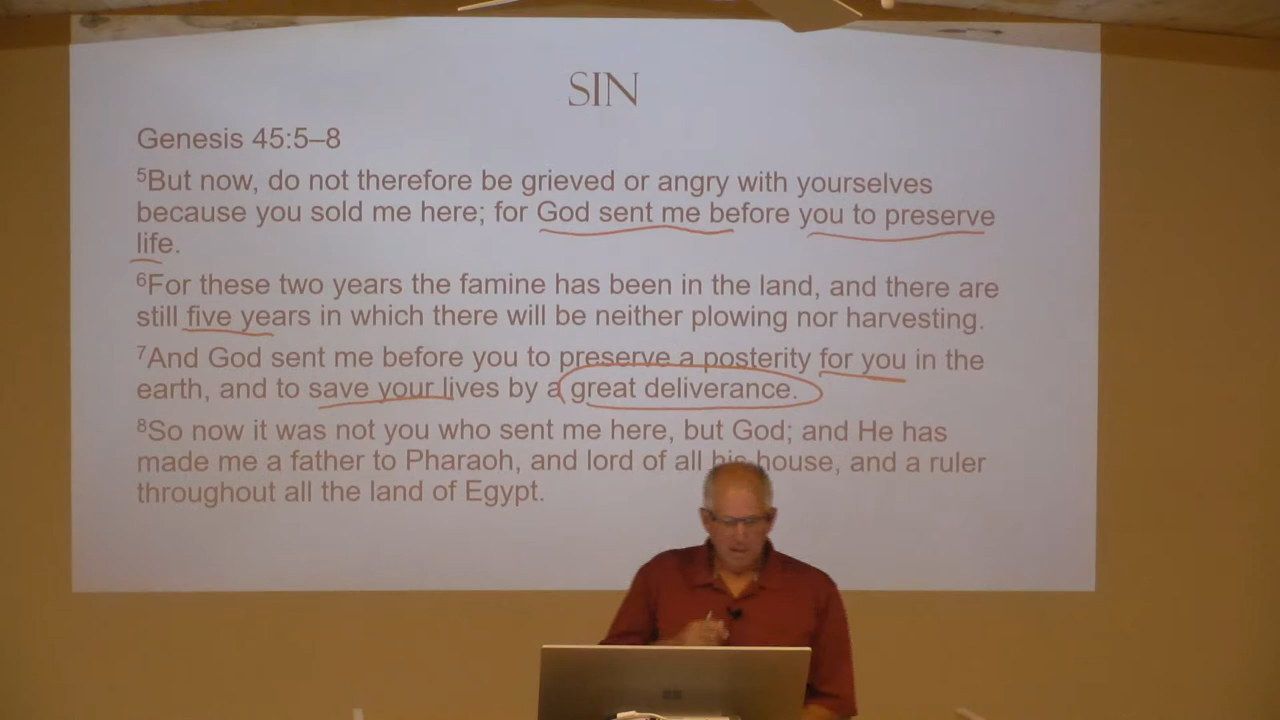 SIN
Genesis 45:5–8
⁵But now, do not therefore be grieved or angry with yourselves
because you sold me here; for God sent me before you to preserve
life.
⁶For these two years the famine has been in the land, and there are
still five years in which there will be neither plowing nor harvesting.
⁷And God sent me before you to preserve a posterity for you in the
earth, and to save your lives by a great deliverance.
⁸So now it was not you who sent me here, but God; and He has
made me a father to Pharaoh, and lord of all his house, and a ruler
throughout all the land of Egypt.